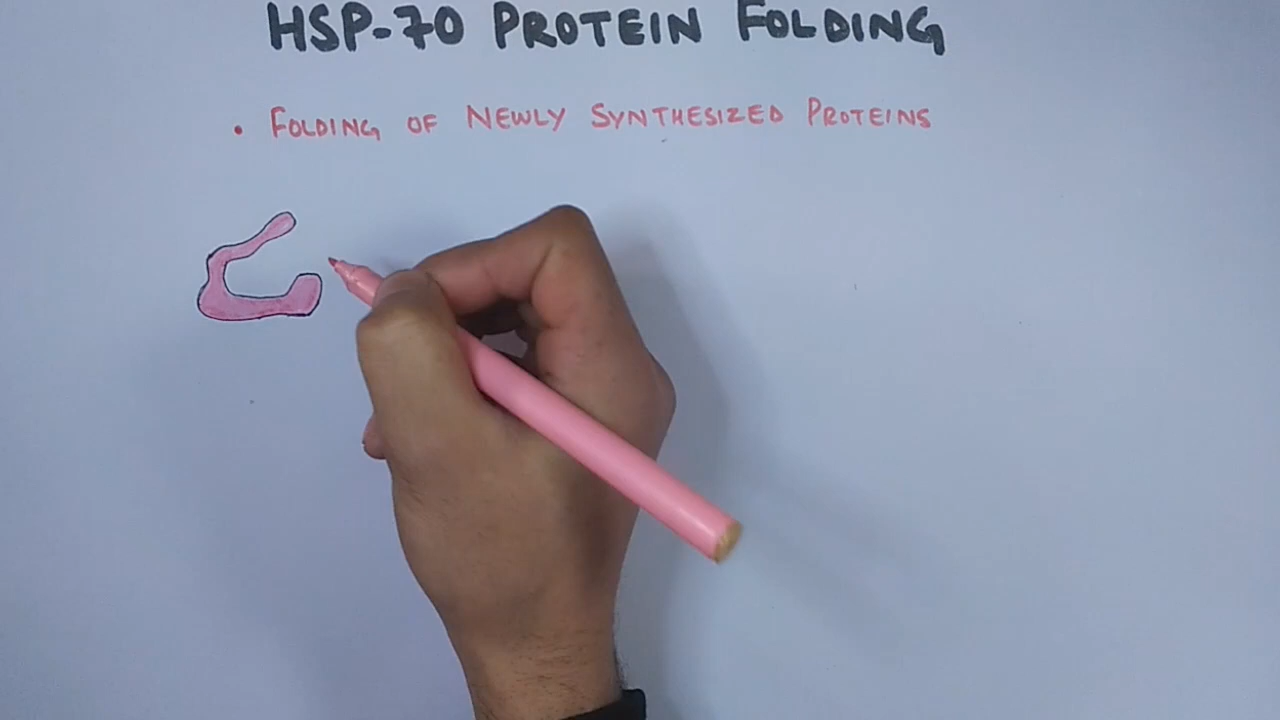 HSP-70 PROTEIN FOLDING
• FOLDING OF NEWLY SYNTHESIZED PROTEINS